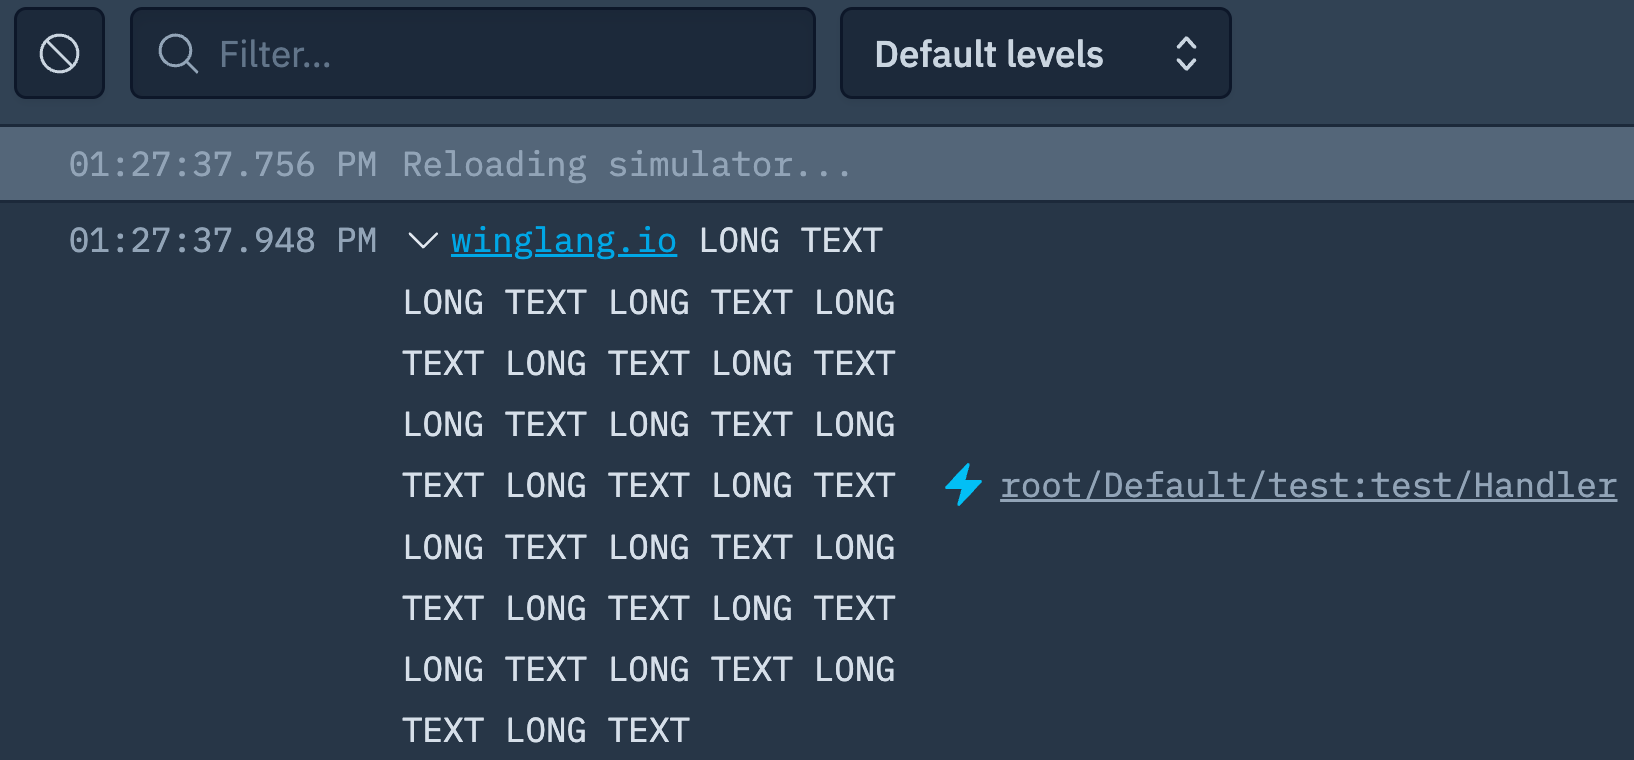 Filter...
Default levels
01:27:37.756 PM Reloading simulator...
01:27:37.948 PM winglang.io LONG TEXT
LONG TEXT LONG TEXT LONG
TEXT LONG TEXT LONG TEXT
LONG TEXT LONG TEXT LONG
TEXT LONG TEXT LONG TEXT root/Default/test:test/Handler
LONG TEXT LONG TEXT LONG
TEXT LONG TEXT LONG TEXT
LONG TEXT LONG TEXT LONG
TEXT LONG TEXT